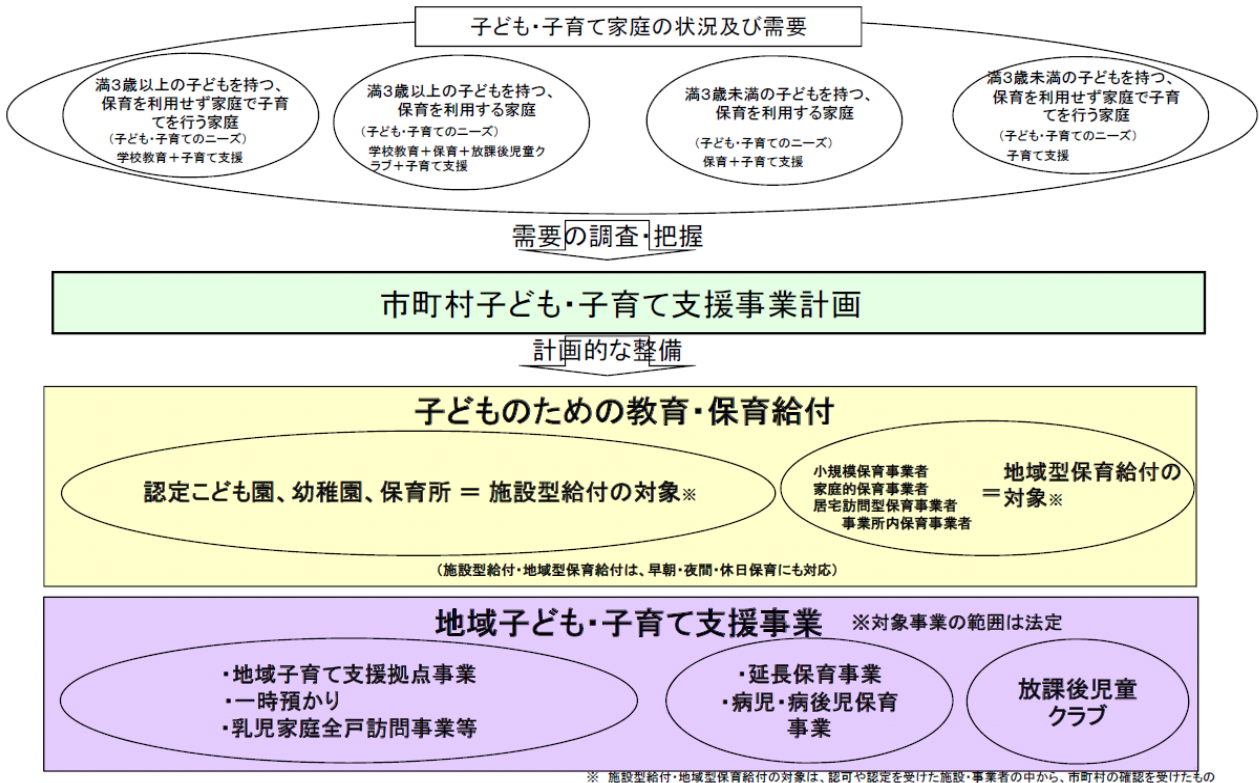 子ども・子育て家庭の状況及び需要
満３歳以上の子どもを持つ、
保育を利用せず家庭で子育
てを行う家庭
(子ども・子育てのニーズ)
学校教育＋子育て支援
満３歳以上の子どもを持つ、
保育を利用する家庭
(子ども・子育てのニーズ)
学校教育＋保育＋放課後児童ク
ラブ＋子育て支援
満３歳未満の子どもを持つ、
保育を利用する家庭
(子ども・子育てのニーズ)
保育＋子育て支援
満３歳未満の子どもを持つ、
保育を利用せず家庭で子育
てを行う家庭
(子ども・子育てのニーズ)
子育て支援
需要の調査・把握
市町村子ども・子育て支援事業計画
計画的な整備
子どものための教育・保育給付
認定こども園、幼稚園、保育所 ＝ 施設型給付の対象※
小規模保育事業者
家庭的保育事業者
居宅訪問型保育事業者
事業所内保育事業者
＝地域型保育給付の
対象※
(施設型給付・地域型保育給付は、早朝・夜間・休日保育にも対応)
地域子ども・子育て支援事業 ※対象事業の範囲は法定
・地域子育て支援拠点事業
・一時預かり
・乳児家庭全戸訪問事業等
・延長保育事業
・病児・病後児保育
事業
放課後児童
クラブ
※ 施設型給付・地域型保育給付の対象は、認可や認定を受けた施設・事業者の中から、市町村の確認を受けたもの